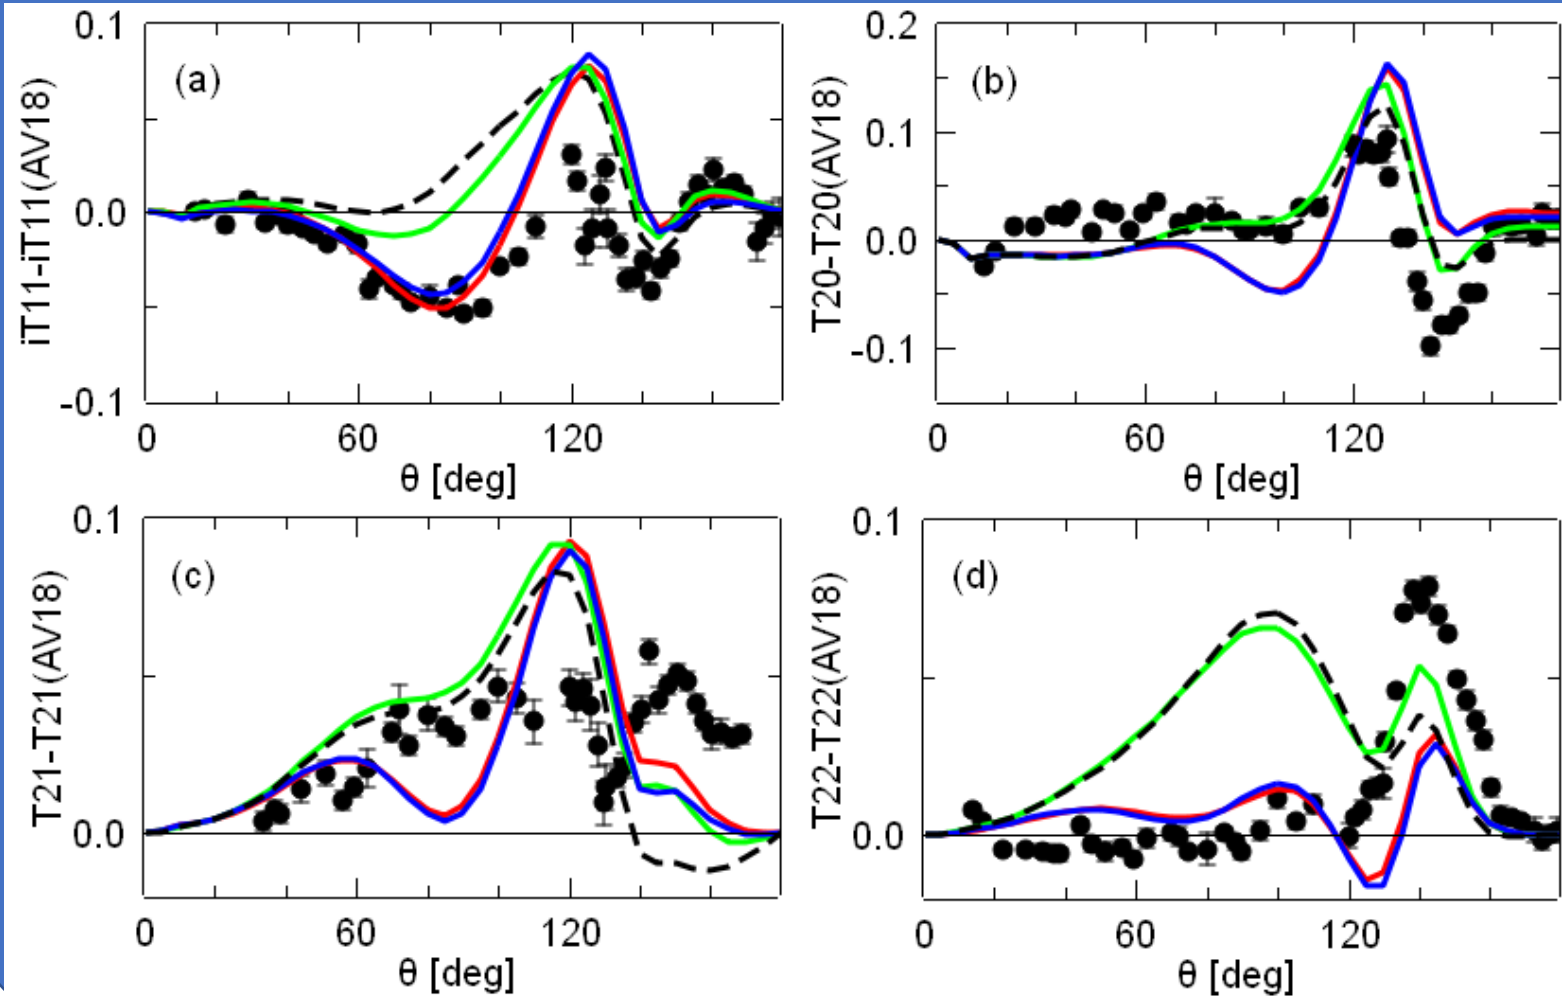 0.1
0.0
-0.1
iT11-iT11(AV18)
(a)
0 60 120
θ [deg]
0.2
0.1
0.0
-0.1
T20-T20(AV18)
(b)
0 60 120
θ [deg]
0.1
0.0
T21-T21(AV18)
(c)
0 60 120
θ [deg]
0.1
0.0
T22-T22(AV18)
(d)
0 60 120
θ [deg]